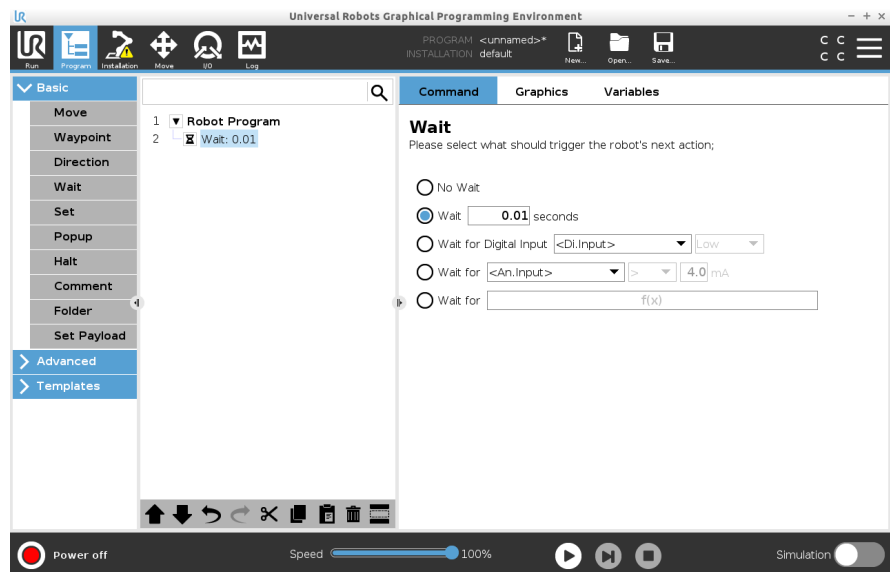 UR Universal Robots Graphical Programming Environment - + x
UR PROGRAM <unnamed>* C C
INSTALLATION default C C
Run Program Installation Move I/O Log New... Open... Save...
Basic
Move
Waypoint
Direction
Wait
Set
Popup
Halt
Comment
Folder
Set Payload
Advanced
Templates
1 Robot Program
2 Wait: 0.01
Command Graphics Variables
Wait
Please select what should trigger the robot's next action;
No Wait
Wait 0.01 seconds
Wait for Digital Input <Di.Input> Low
Wait for <An.Input> > 4.0 mA
Wait for f(x)
Power off Speed 100% Simulation